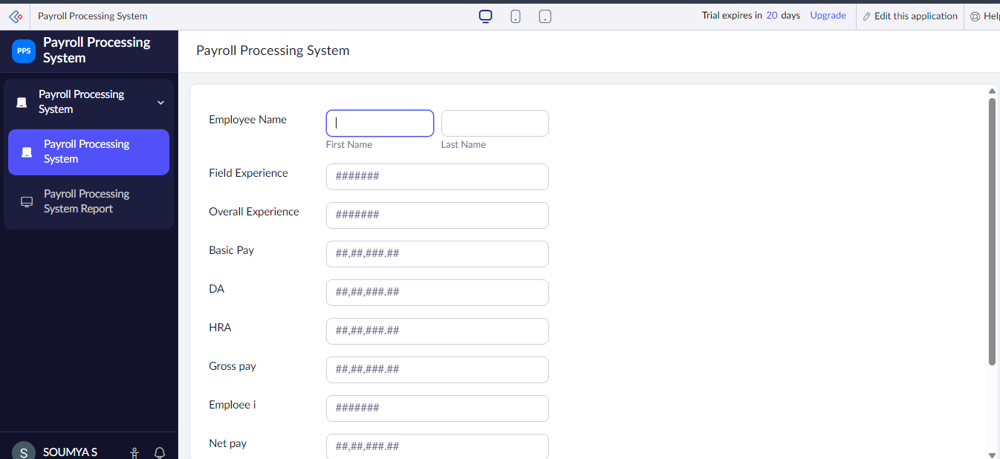 Payroll Processing System
Trial expires in 20 days Upgrade
Edit this application
Help
PPS
Payroll Processing
System
Payroll Processing System
Payroll Processing
System
Payroll Processing
System
Payroll Processing
System Report
Employee Name
First Name
Last Name
Field Experience
#######
Overall Experience
#######
Basic Pay
##,##,###.##
DA
##,##,###.##
HRA
##,##,###.##
Gross pay
##,##,###.##
Emploee i
#######
Net pay
##,##,###.##
S
SOUMYA S